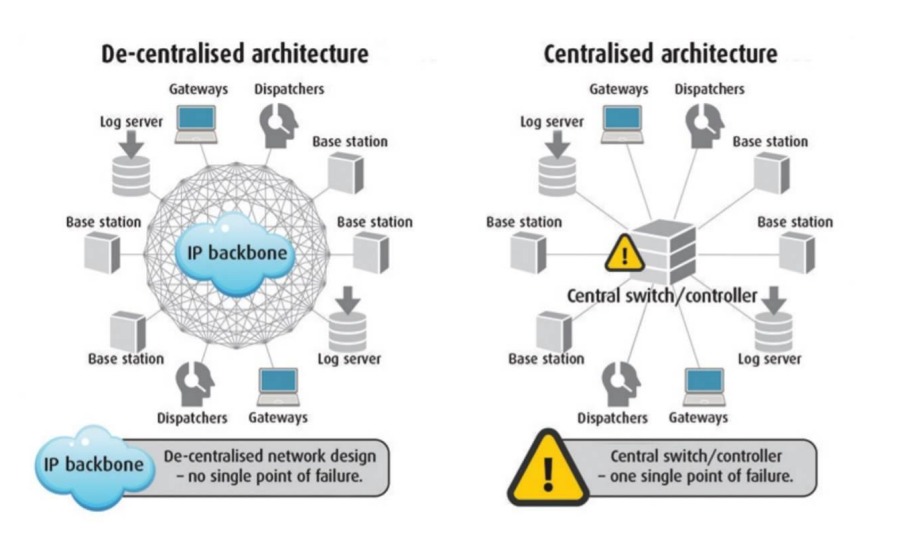 De-centralised architecture
Gateways
Dispatchers
Log server
Base station
Base station
Base station
IP backbone
Base station
Log server
Dispatchers
Gateways
IP backbone
De-centralised network design
– no single point of failure.
Centralised architecture
Gateways
Dispatchers
Log server
Base station
Base station
Base station
Central switch/controller
Base station
Log server
Dispatchers
Gateways
Central switch/controller
– one single point of failure.